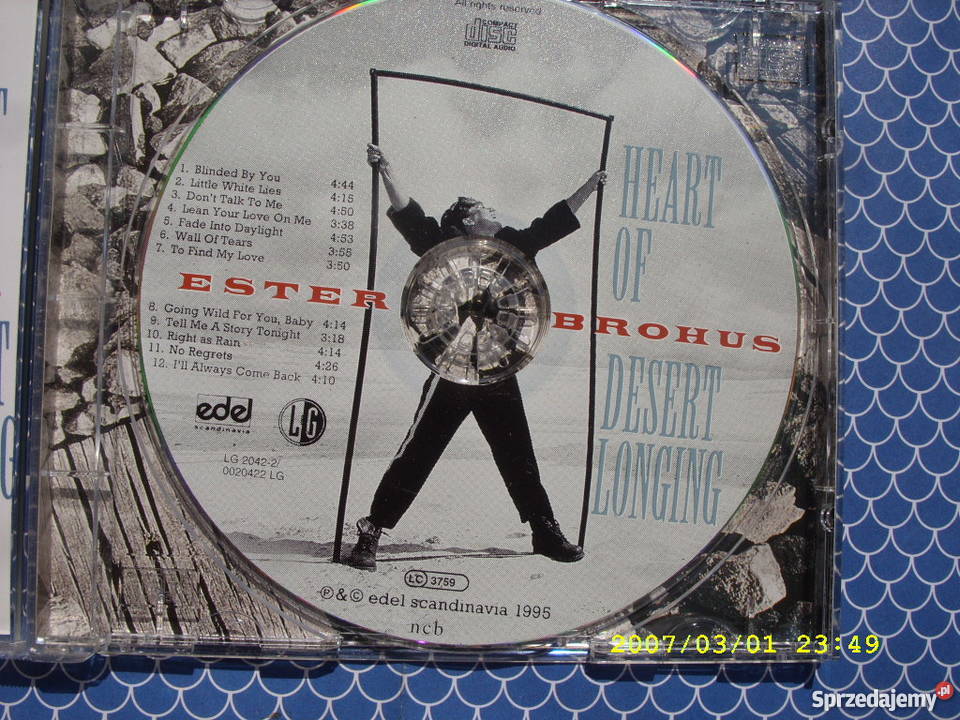 All rights reserved
COMPACT
disc
DIGITAL AUDIO
1. Blinded By You 4:44
2. Little White Lies 4:15
3. Don't Talk To Me 4:50
4. Lean Your Love On Me 3:38
5. Fade Into Daylight 4:53
6. Wall Of Tears 3:55
7. To Find My Love 3:50
HEART
OF
ESTER BROHUS
8. Going Wild For You, Baby 4:14
9. Tell Me A Story Tonight 3:18
10. Right as Rain 4:14
11. No Regrets 4:26
12. I'll Always Come Back 4:10
DESERT
LONGING
edel
scandinavia
LG
LG 2042-2/
0020422 LG
LC 3759
℗ & © edel scandinavia 1995
ncb
2007/03/01 23:49
Sprzedajemy.pl